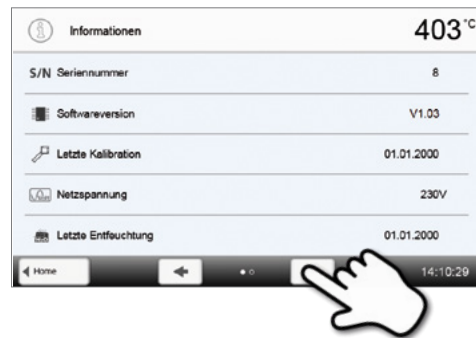 Informationen 403 °C
S/N Seriennummer 8
Softwareversion V1.03
Letzte Kalibration 01.01.2000
Netzspannung 230V
Letzte Entfeuchtung 01.01.2000
Home 14:10:29